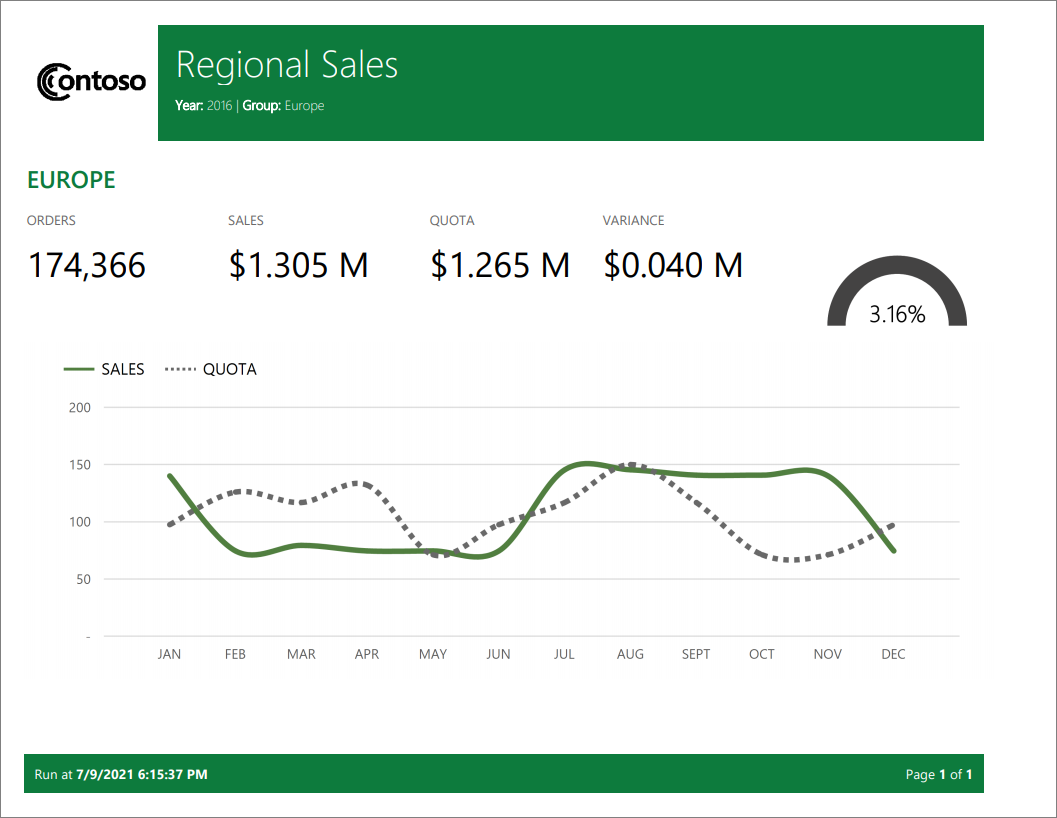 Contoso
Regional Sales
Year: 2016 | Group: Europe
EUROPE
ORDERS SALES QUOTA VARIANCE
174,366 $1.305 M $1.265 M $0.040 M
3.16%
SALES QUOTA
200
150
100
50
-
JAN FEB MAR APR MAY JUN JUL AUG SEPT OCT NOV DEC
Run at 7/9/2021 6:15:37 PM Page 1 of 1